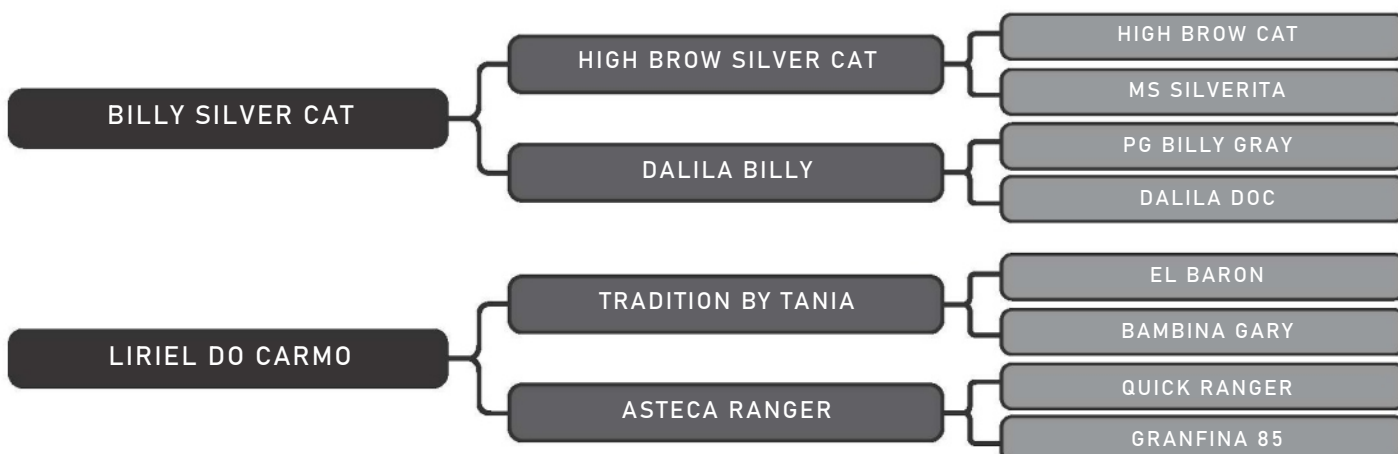 HIGH BROW CAT
HIGH BROW SILVER CAT
MS SILVERITA
BILLY SILVER CAT
PG BILLY GRAY
DALILA BILLY
DALILA DOC
EL BARON
TRADITION BY TANIA
BAMBINA GARY
LIRIEL DO CARMO
QUICK RANGER
ASTECA RANGER
GRANFINA 85